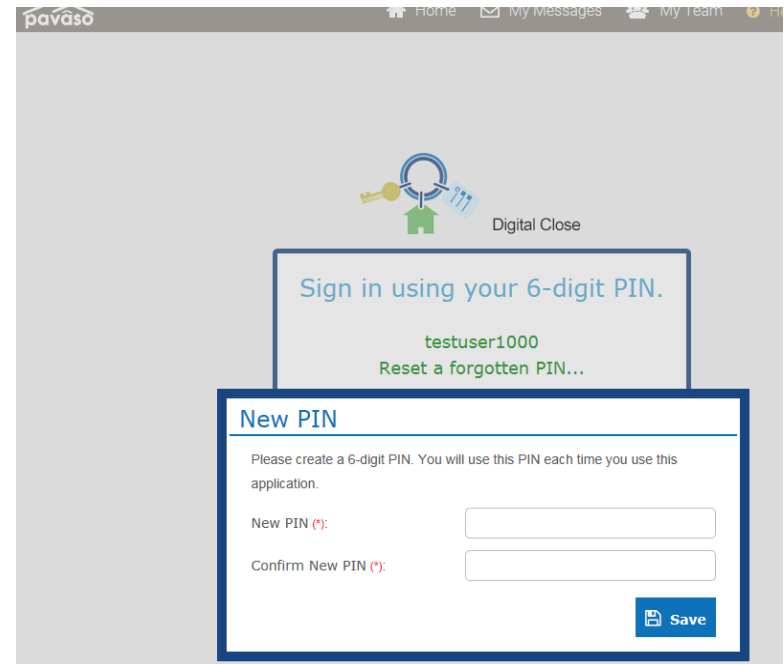 pavaso
Home My Messages My Team
Digital Close
Sign in using your 6-digit PIN.
testuser1000
Reset a forgotten PIN...
New PIN
Please create a 6-digit PIN. You will use this PIN each time you use this
application.
New PIN (*):
Confirm New PIN (*):
Save